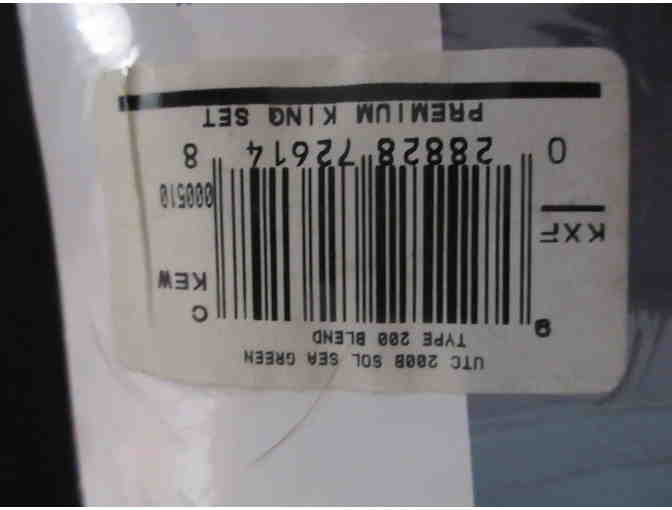 UTC 200B SOL SEA GREEN
TYPE 200 BLEND
C KEW
KXF
000510
0 28828 72614 8
PREMIUM KING SET